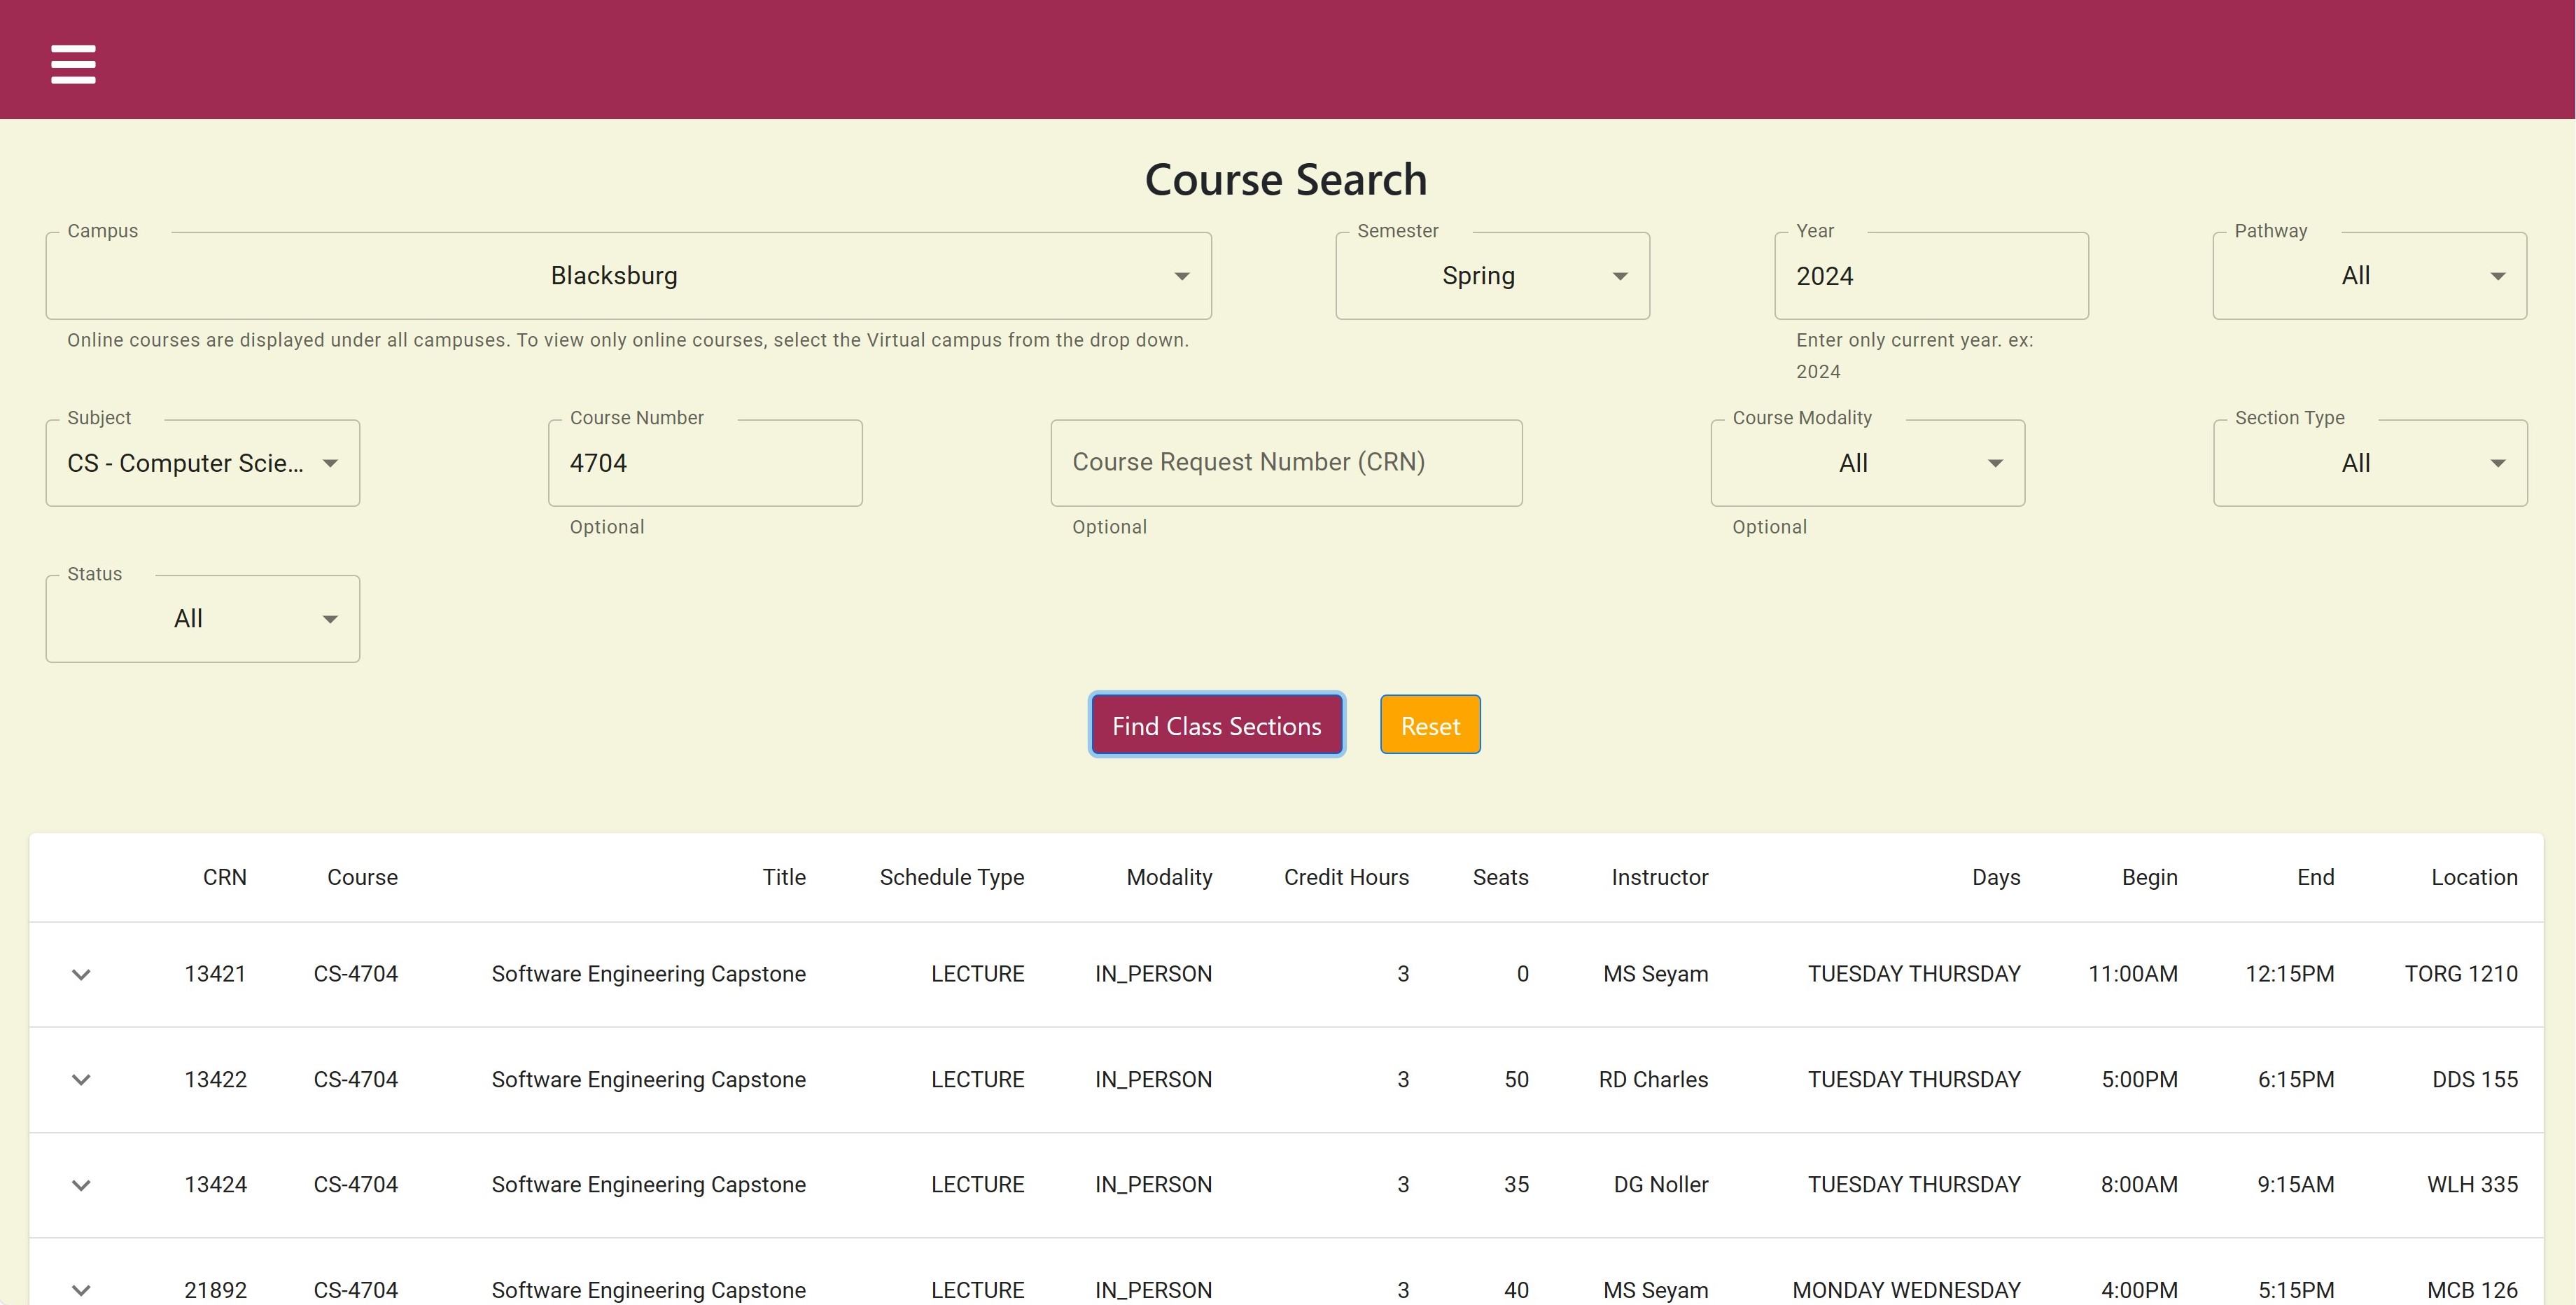 Course Search
Campus Semester Year Pathway
Blacksburg Spring 2024 All
Online courses are displayed under all campuses. To view only online courses, select the Virtual campus from the drop down. Enter only current year. ex:
2024
Subject Course Number Course Modality Section Type
CS - Computer Scie... 4704 Course Request Number (CRN) All All
Optional Optional Optional
Status
All
Find Class Sections Reset
CRN Course Title Schedule Type Modality Credit Hours Seats Instructor Days Begin End Location
13421 CS-4704 Software Engineering Capstone LECTURE IN_PERSON 3 0 MS Seyam TUESDAY THURSDAY 11:00AM 12:15PM TORG 1210
13422 CS-4704 Software Engineering Capstone LECTURE IN_PERSON 3 50 RD Charles TUESDAY THURSDAY 5:00PM 6:15PM DDS 155
13424 CS-4704 Software Engineering Capstone LECTURE IN_PERSON 3 35 DG Noller TUESDAY THURSDAY 8:00AM 9:15AM WLH 335
21892 CS-4704 Software Engineering Capstone LECTURE IN_PERSON 3 40 MS Seyam MONDAY WEDNESDAY 4:00PM 5:15PM MCB 126